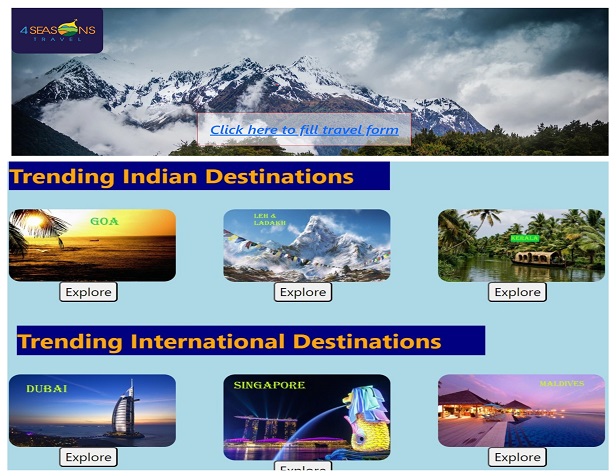 4 SEASONS
TRAVEL
Click here to fill travel form
Trending Indian Destinations
GOA
LEH &
LADAKH
KERALA
Explore
Explore
Explore
Trending International Destinations
DUBAI
SINGAPORE
MALDIVES
Explore
Explore
Explore